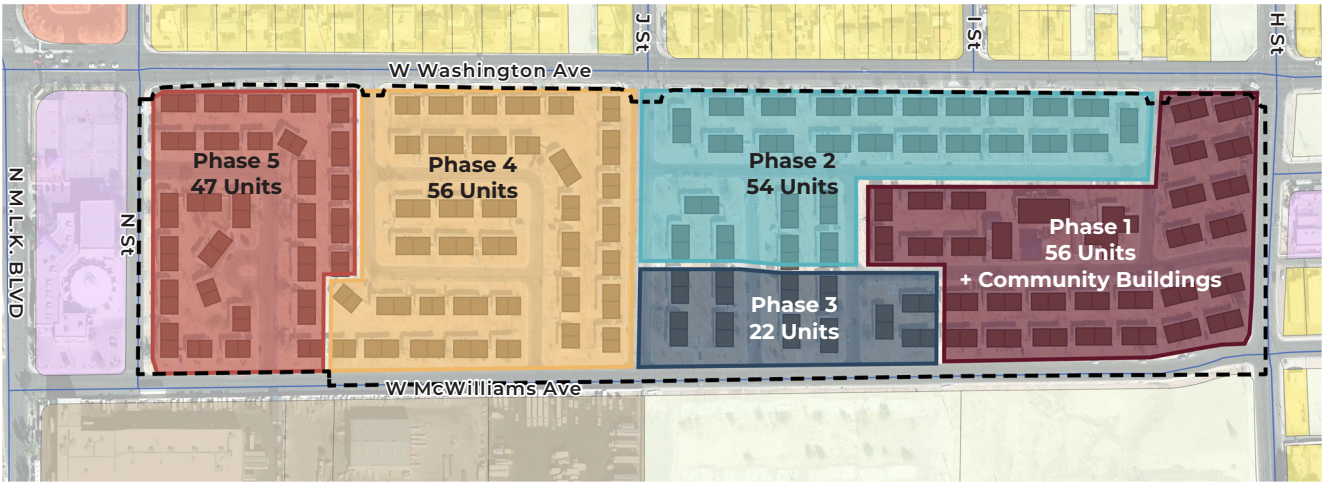 J St
I St
H St
W Washington Ave
Phase 5
47 Units
Phase 4
56 Units
Phase 2
54 Units
Phase 1
56 Units
+ Community Buildings
Phase 3
22 Units
N M.L.K. BLVD
N St
W McWilliams Ave